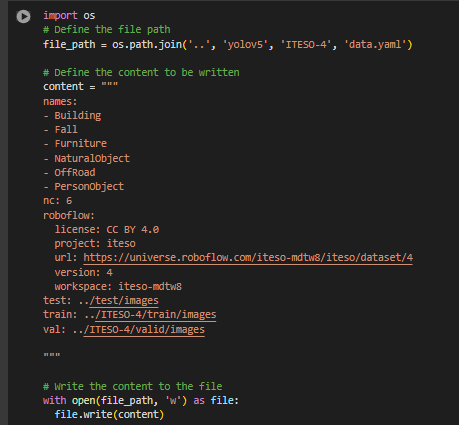 import os
# Define the file path
file_path = os.path.join('..', 'yolov5', 'ITESO-4', 'data.yaml')

# Define the content to be written
content = """
names:
- Building
- Fall
- Furniture
- NaturalObject
- OffRoad
- PersonObject
nc: 6
roboflow:
  license: CC BY 4.0
  project: iteso
  url: https://universe.roboflow.com/iteso-mdtw8/iteso/dataset/4
  version: 4
  workspace: iteso-mdtw8
test: ../test/images
train: ../ITESO-4/train/images
val: ../ITESO-4/valid/images

"""

# Write the content to the file
with open(file_path, 'w') as file:
  file.write(content)